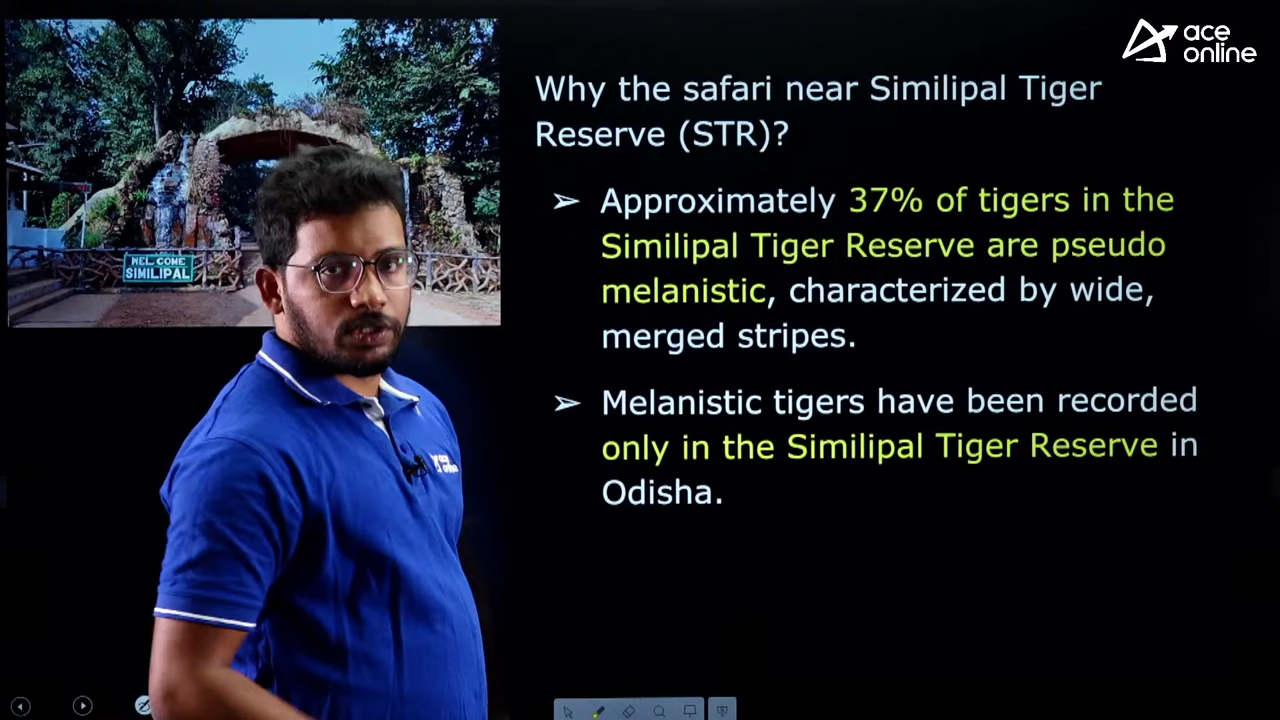 ace
online
Why the safari near Similipal Tiger
Reserve (STR)?
➢ Approximately 37% of tigers in the
Similipal Tiger Reserve are pseudo
melanistic, characterized by wide,
merged stripes.
➢ Melanistic tigers have been recorded
only in the Similipal Tiger Reserve in
Odisha.
WEL COME
SIMILIPAL
ace
online